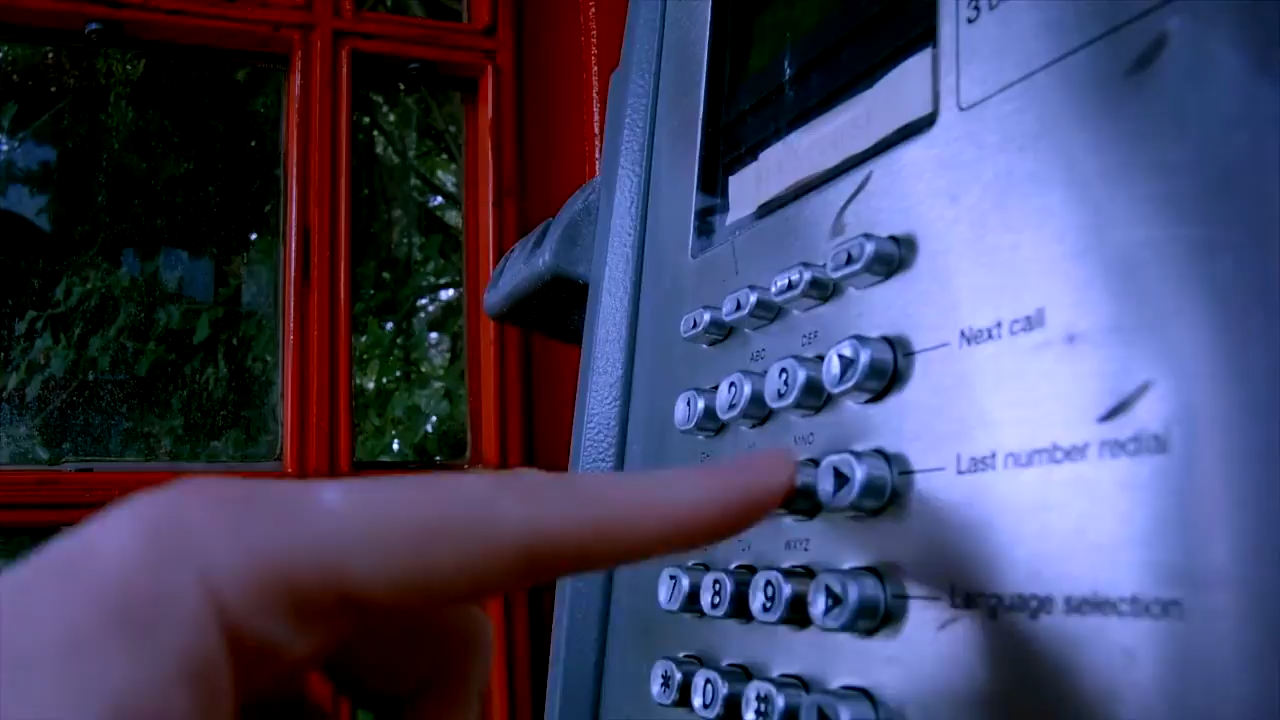 3
ABC DEF
1 2 3
Next call
MNO
Last number redial
TUV WXYZ
7 8 9
Language selection
* 0 #